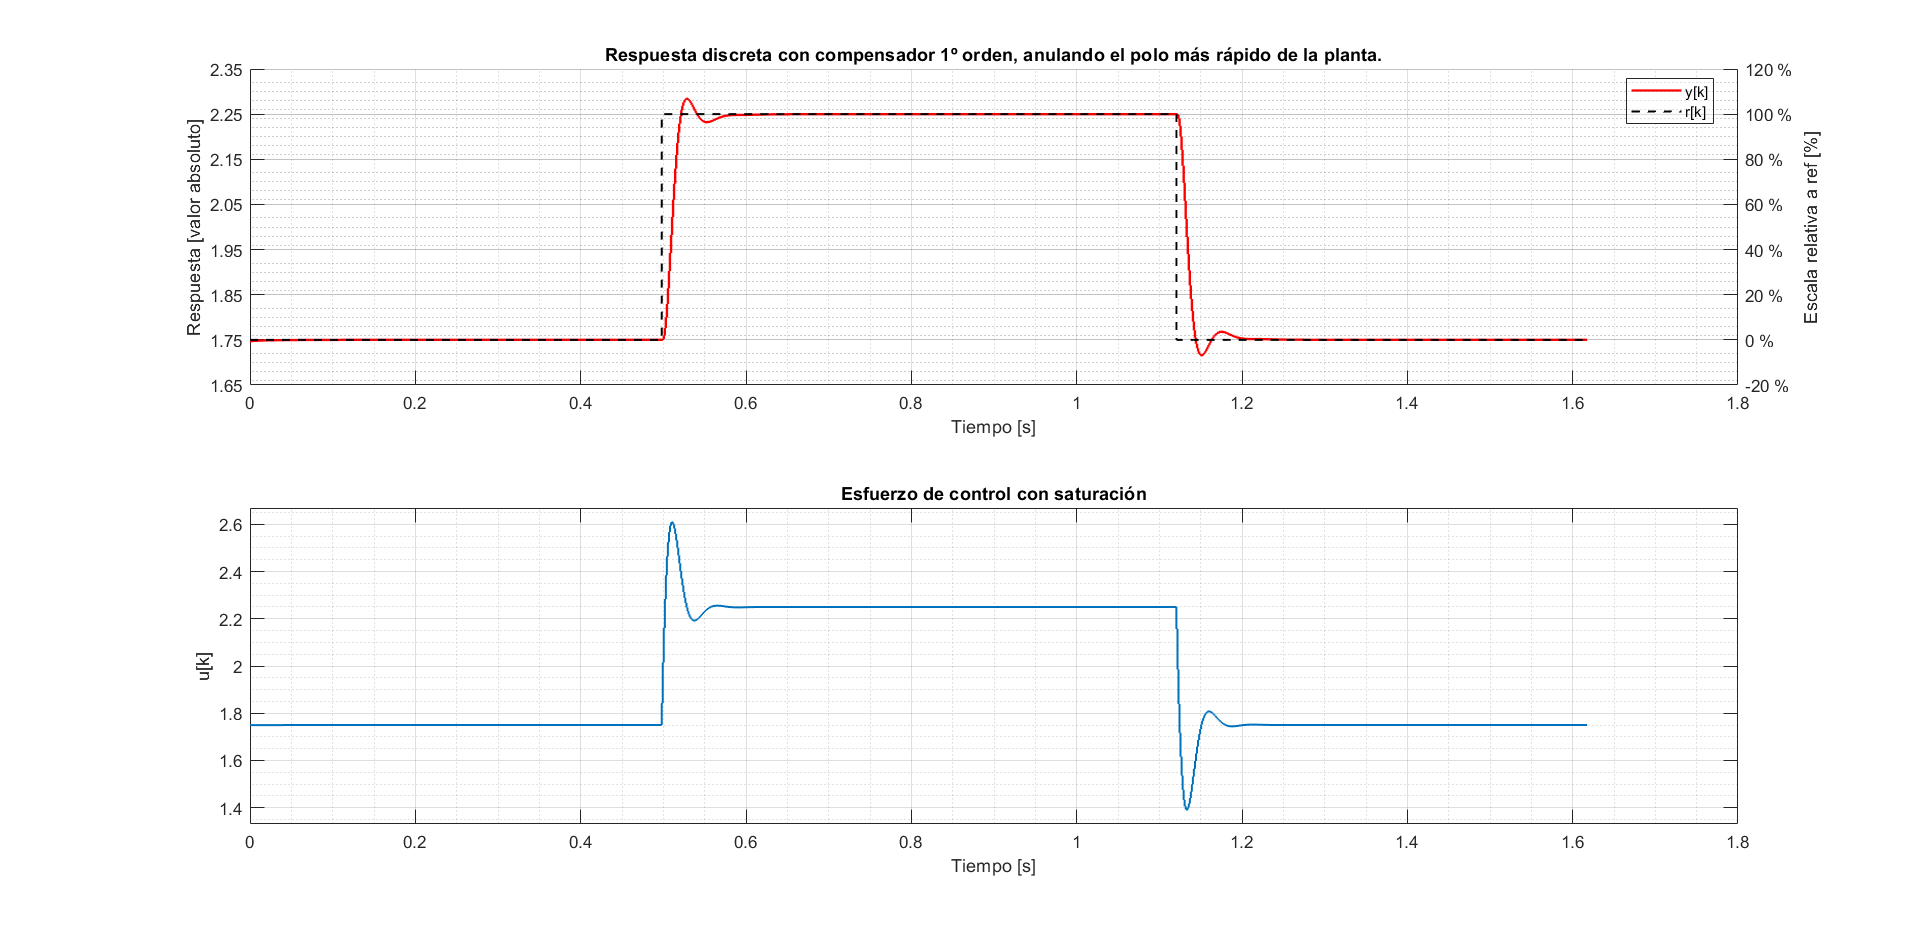 Respuesta discreta con compensador 1º orden, anulando el polo más rápido de la planta.
Respuesta [valor absoluto]
2.35
2.25
2.15
2.05
1.95
1.85
1.75
1.65
120 %
100 %
80 %
60 %
40 %
20 %
0 %
-20 %
Escala relativa a ref [%]
y[k]
r[k]
0 0.2 0.4 0.6 0.8 1 1.2 1.4 1.6 1.8
Tiempo [s]
Esfuerzo de control con saturación
u[k]
2.6
2.4
2.2
2
1.8
1.6
1.4
0 0.2 0.4 0.6 0.8 1 1.2 1.4 1.6 1.8
Tiempo [s]